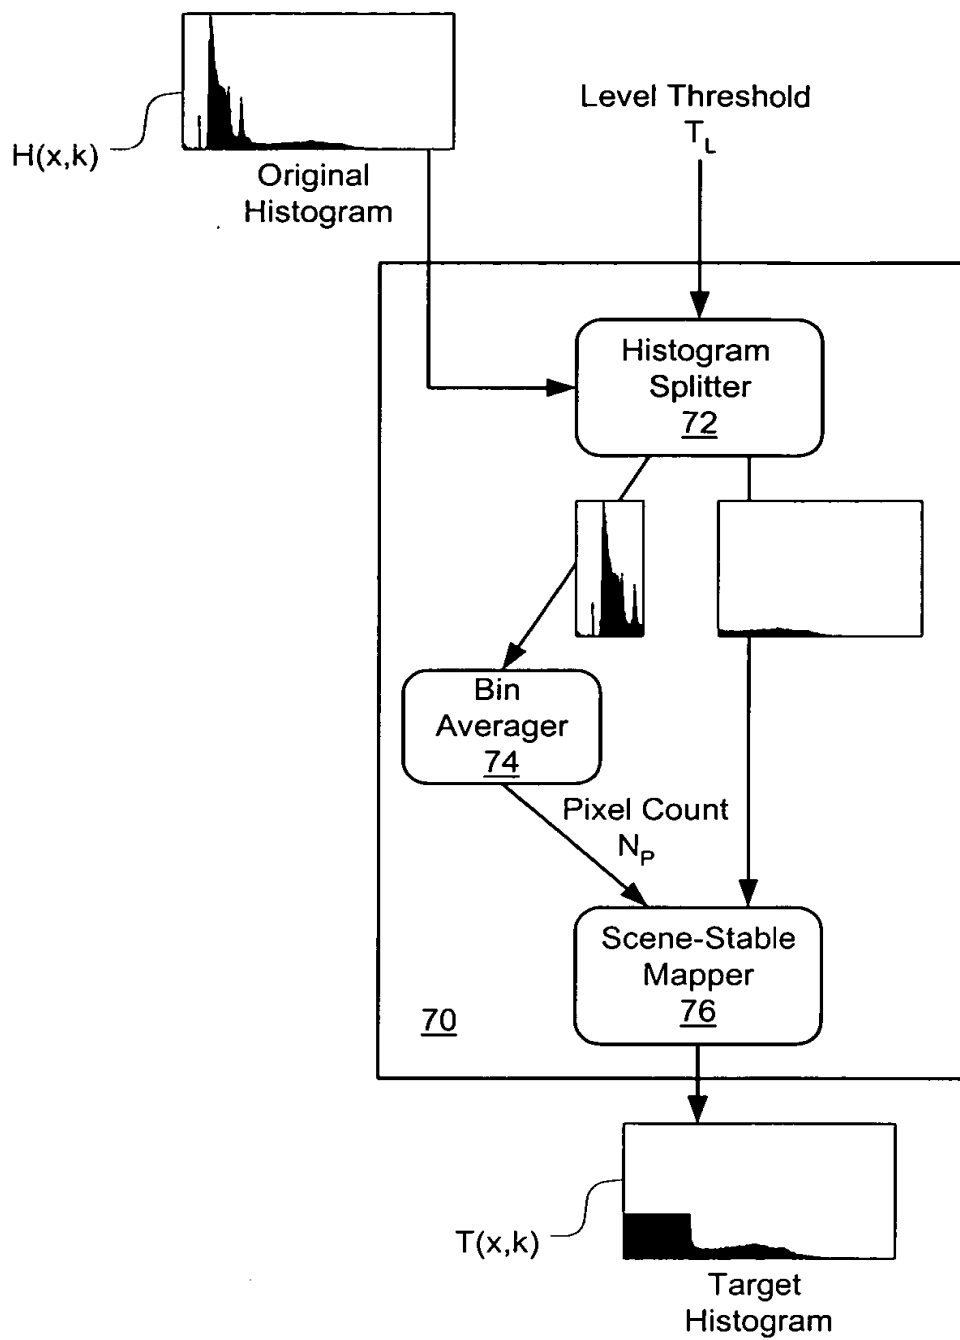 H(x,k)
Original
Histogram
Level Threshold
T_L
Histogram
Splitter
72
Bin
Averager
74
Pixel Count
N_P
Scene-Stable
Mapper
76
70
T(x,k)
Target
Histogram